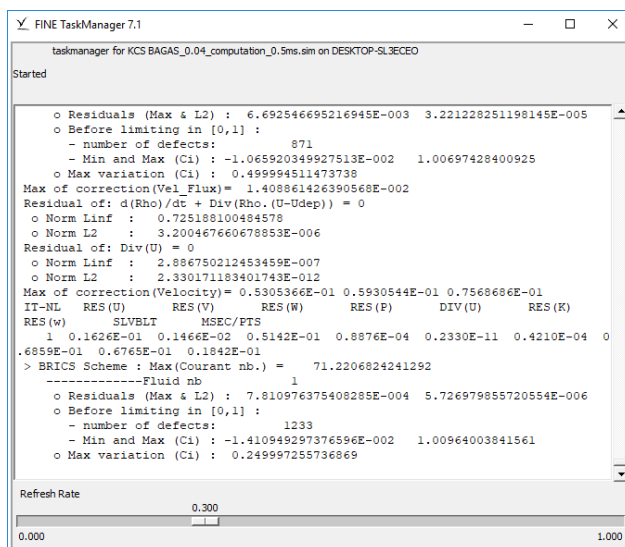 FINE TaskManager 7.1
taskmanager for KCS BAGAS_0.04_computation_0.5ms.sim on DESKTOP-SL3ECEO
Started
o Residuals (Max & L2) : 6.692546695216945E-003 3.221228251198145E-005
o Before limiting in [0,1] :
- number of defects: 871
- Min and Max (Ci) : -1.065920349927513E-002 1.00697428400925
o Max variation (Ci) : 0.499994511473738
Max of correction(Vel_Flux)= 1.408861426390568E-002
Residual of: d(Rho)/dt + Div(Rho.(U-Udep)) = 0
o Norm Linf : 0.725188100484578
o Norm L2 : 3.200467660678853E-006
Residual of: Div(U) = 0
o Norm Linf : 2.886750212453459E-007
o Norm L2 : 2.330171183401743E-012
Max of correction(Velocity)= 0.5305366E-01 0.5930544E-01 0.7568686E-01
IT-NL RES(U) RES(V) RES(W) RES(P) DIV(U) RES(K)
RES(w) SLVBLT MSEC/PTS
1 0.1626E-01 0.1466E-02 0.5142E-01 0.8876E-04 0.2330E-11 0.4210E-04 0
.6859E-01 0.6765E-01 0.1842E-01
> BRICS Scheme : Max(Courant nb.) = 71.2206824241292
-------------Fluid nb 1
o Residuals (Max & L2) : 7.810976375408285E-004 5.726979855720554E-006
o Before limiting in [0,1] :
- number of defects: 1233
- Min and Max (Ci) : -1.410949297376596E-002 1.00964003841561
o Max variation (Ci) : 0.249997255736869
Refresh Rate
0.300
0.000 1.000